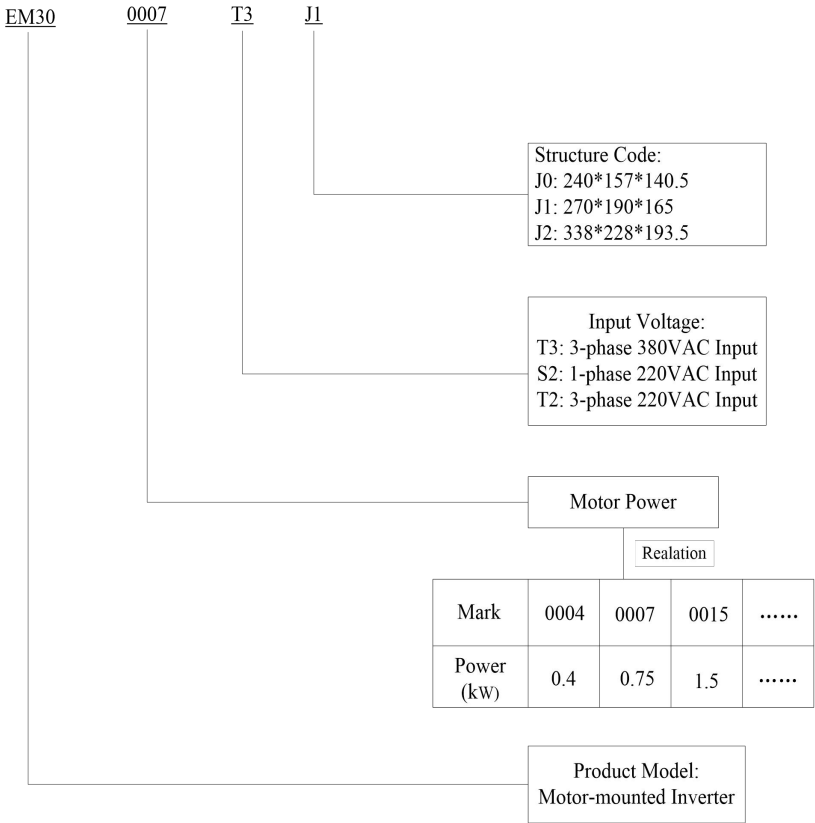 EM30 0007 T3 J1
Structure Code:
J0: 240*157*140.5
J1: 270*190*165
J2: 338*228*193.5
Input Voltage:
T3: 3-phase 380VAC Input
S2: 1-phase 220VAC Input
T2: 3-phase 220VAC Input
Motor Power
Realation
Mark 0004 0007 0015 ······
Power (kW) 0.4 0.75 1.5 ······
Product Model:
Motor-mounted Inverter